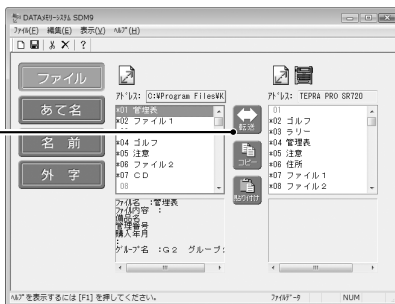 DATAメモリーシステム SDM9
ファイル(F) 編集(E) 表示(V) ヘルプ(H)
?
ファイル
あて名
名 前
外 字
アドレス: C:¥Program Files¥K
*01 管理表
*02 ファイル1
03
*04 ゴルフ
*05 注意
*06 ファイル2
*07 CD
08
ファイル名 :管理表
ファイル内容 :
備品名
管理番号
購入年月
:
グループ名 :G2 グループ:
転送
コピー
貼り付け
アドレス: TEPRA PRO SR720
01
*02 ゴルフ
*03 ラリー
*04 管理表
*05 注意
*06 住所
*07 ファイル1
*08 ファイル2
ヘルプを表示するには [F1] を押してください。
ファイルデータ
NUM